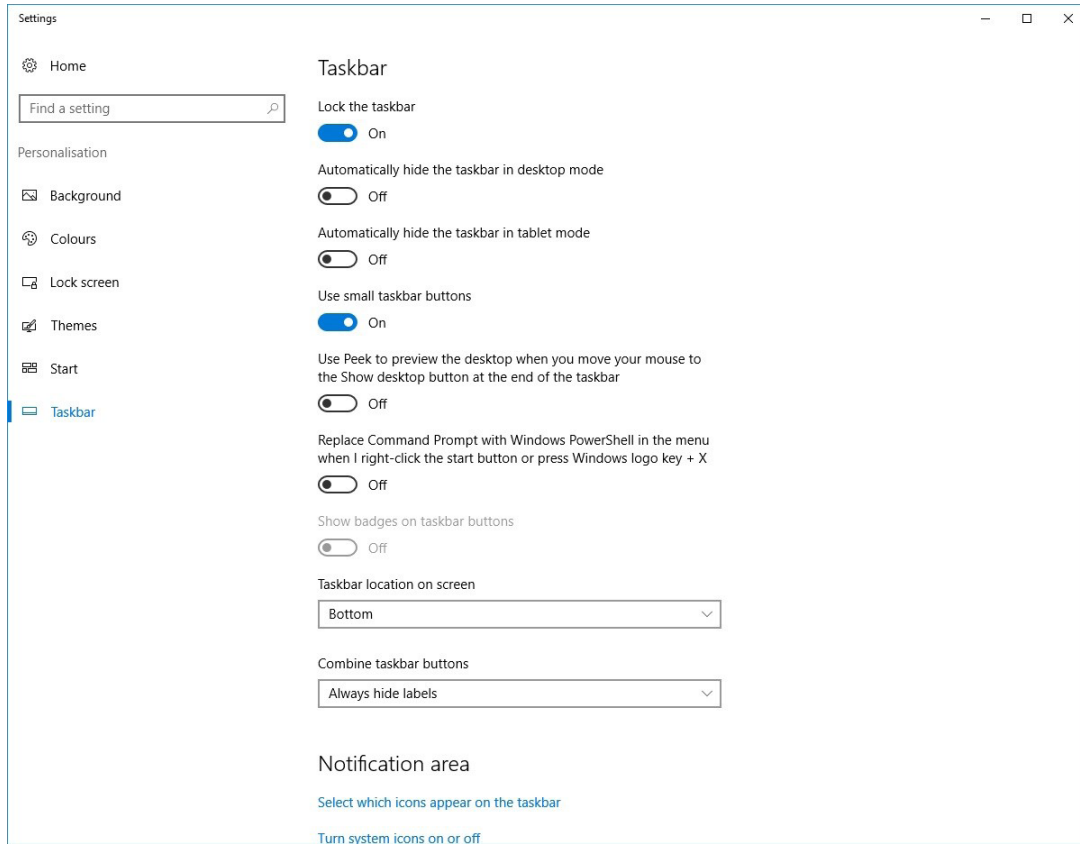 Settings
Home
Find a setting
Personalisation
Background
Colours
Lock screen
Themes
Start
Taskbar
Taskbar
Lock the taskbar
On
Automatically hide the taskbar in desktop mode
Off
Automatically hide the taskbar in tablet mode
Off
Use small taskbar buttons
On
Use Peek to preview the desktop when you move your mouse to
the Show desktop button at the end of the taskbar
Off
Replace Command Prompt with Windows PowerShell in the menu
when I right-click the start button or press Windows logo key + X
Off
Show badges on taskbar buttons
Off
Taskbar location on screen
Bottom
Combine taskbar buttons
Always hide labels
Notification area
Select which icons appear on the taskbar
Turn system icons on or off